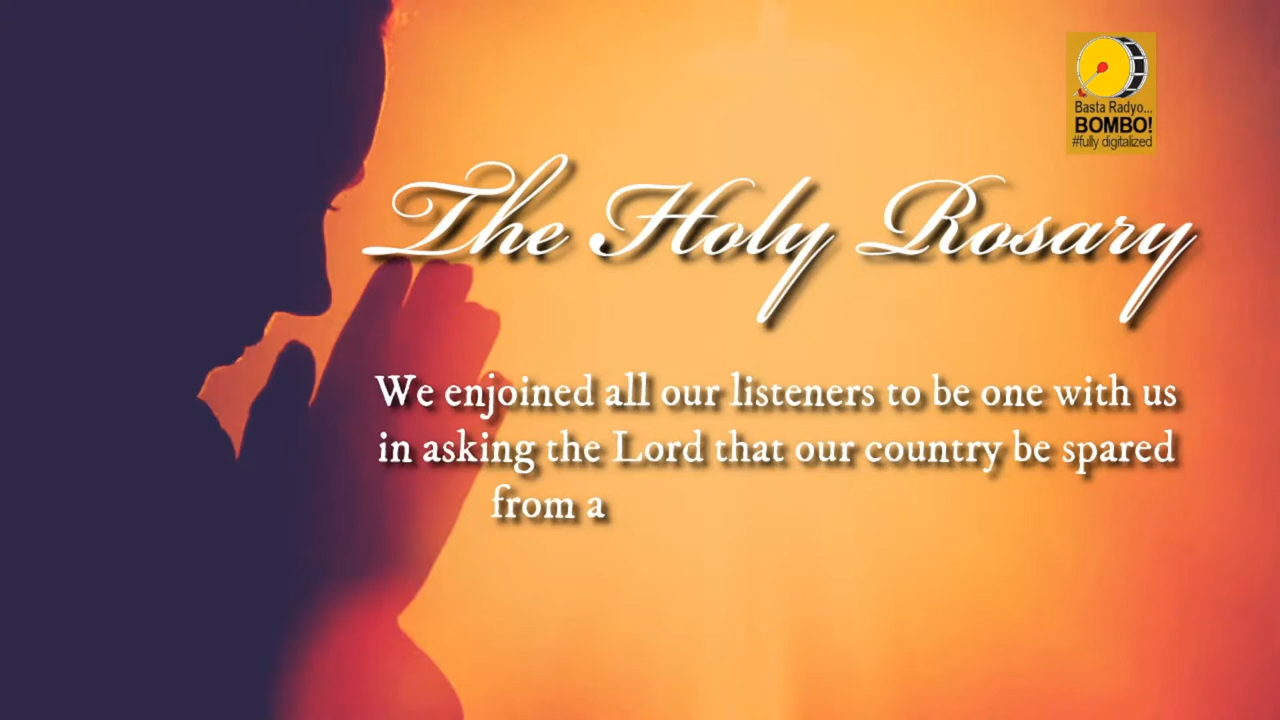 Basta Radyo...
BOMBO!
#fully digitalized
The Holy Rosary
We enjoined all our listeners to be one with us
in asking the Lord that our country be spared
from a